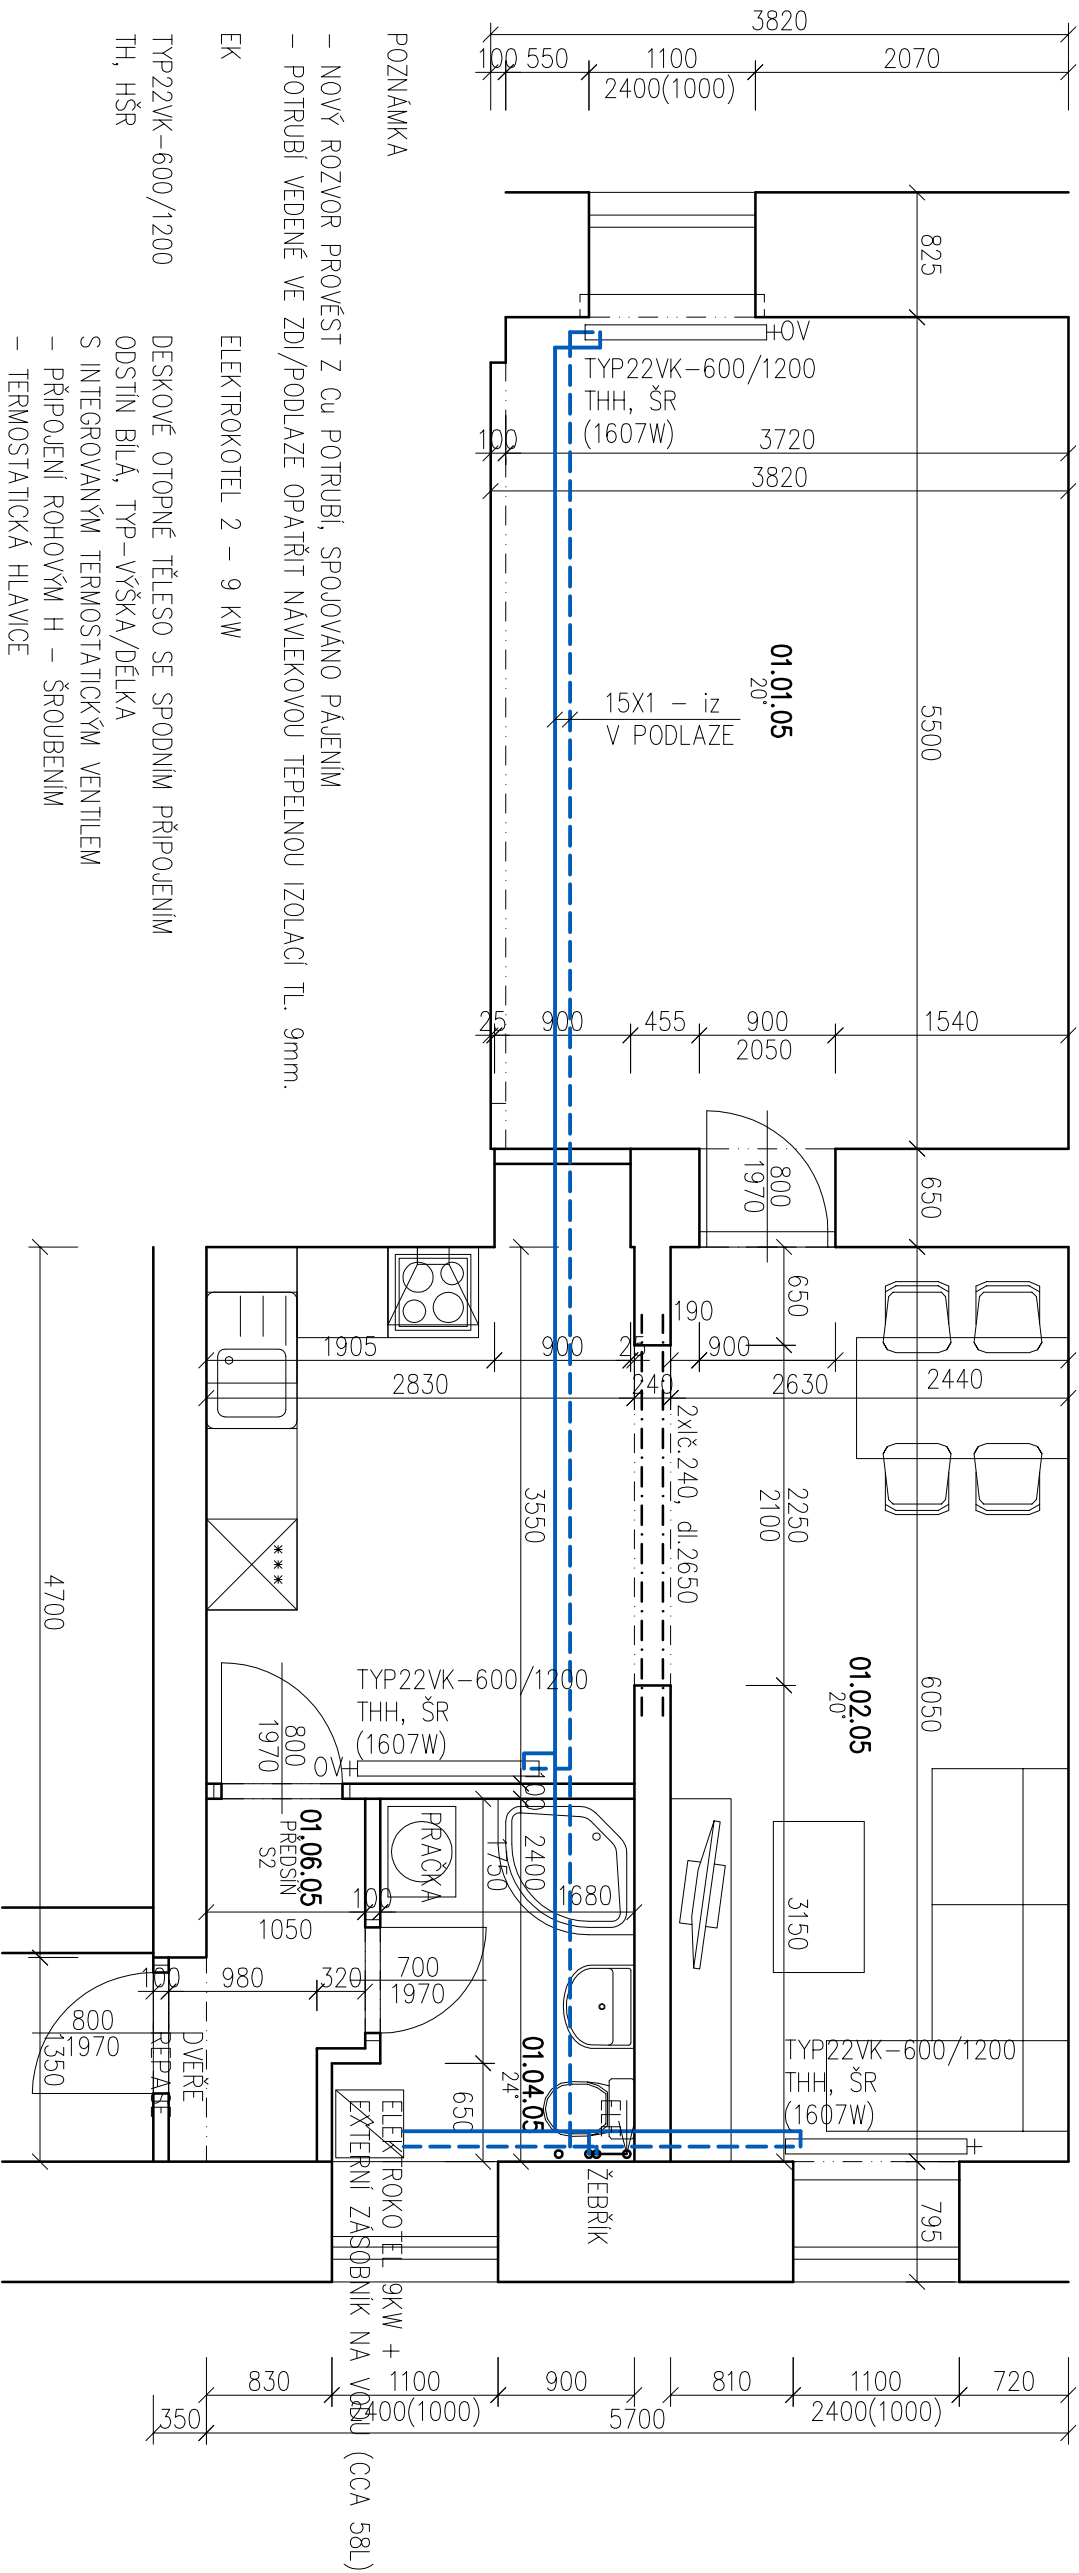 3820
100
550
1100
2400(1000)
2070
825
OV
TYP22VK-600/1200
THH, ŠR
(1607W)
100
3720
3820
01.01.05
20°
15X1 - iz
V PODLAZE
5500
25
900
455
900
2050
1540
800
1970
650
650
190
1905
900
25
900
2440
2830
240
2630
2xIč.240, dl.2650
2250
2100
3550
4700
01.02.05
20°
6050
TYP22VK-600/1200
THH, ŠR
(1607W)
OV
800
1970
100
01.06.05
PŘEDSÍŇ
S2
PRAČKA
1750
2400
1680
100
1050
3150
100
980
320
700
1970
800
1970
1350
DVEŘE
REPASE
01.04.05
24°
650
TYP22VK-600/1200
THH, ŠR
(1607W)
ŽEBŘÍK
ELEKTROKOTEL 9KW +
EXTERNÍ ZÁSOBNÍK NA VODU (CCA 58L)
795
830
1100
2400(1000)
900
810
1100
2400(1000)
720
350
5700
POZNÁMKA
- NOVÝ ROZVOR PROVÉST Z Cu POTRUBÍ, SPOJOVÁNO PÁJENÍM
- POTRUBÍ VEDENÉ VE ZDI/PODLAZE OPATŘIT NÁVLEKOVOU TEPELNOU IZOLACÍ TL. 9mm.
EK ELEKTROKOTEL 2 - 9 KW
TYP22VK-600/1200 DESKOVÉ OTOPNÉ TĚLESO SE SPODNÍM PŘIPOJENÍM
TH, HŠR ODSTÍN BÍLÁ, TYP-VÝŠKA/DÉLKA
S INTEGROVANÝM TERMOSTATICKÝM VENTILEM
- PŘIPOJENÍ ROHOVÝM H - ŠROUBENÍM
- TERMOSTATICKÁ HLAVICE